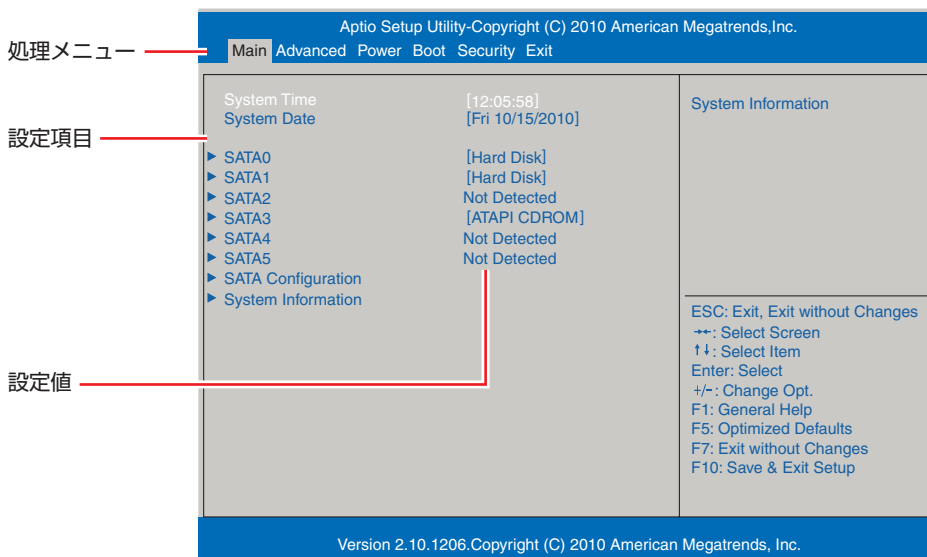 Aptio Setup Utility-Copyright (C) 2010 American Megatrends,Inc.
処理メニュー
Main Advanced Power Boot Security Exit
設定項目
System Time [12:05:58]
System Date [Fri 10/15/2010]
▶ SATA0 [Hard Disk]
▶ SATA1 [Hard Disk]
▶ SATA2 Not Detected
▶ SATA3 [ATAPI CDROM]
▶ SATA4 Not Detected
▶ SATA5 Not Detected
▶ SATA Configuration
▶ System Information
設定値
System Information
ESC: Exit, Exit without Changes
→←: Select Screen
↑↓: Select Item
Enter: Select
+/-: Change Opt.
F1: General Help
F5: Optimized Defaults
F7: Exit without Changes
F10: Save & Exit Setup
Version 2.10.1206.Copyright (C) 2010 American Megatrends, Inc.